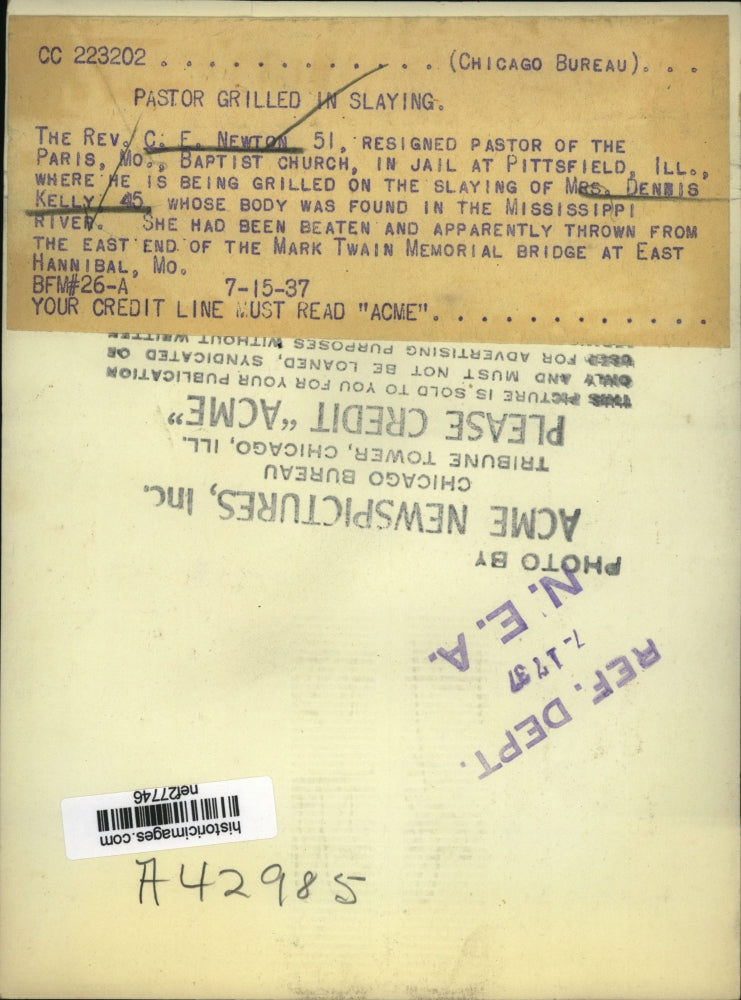 CC 223202 . . . . . . . . . . . . (CHICAGO BUREAU). . .
PASTOR GRILLED IN SLAYING.
THE REV. C. E. NEWTON 51, RESIGNED PASTOR OF THE
PARIS, MO., BAPTIST CHURCH, IN JAIL AT PITTSFIELD, ILL.,
WHERE HE IS BEING GRILLED ON THE SLAYING OF MRS. DENNIS
KELLY, 45, WHOSE BODY WAS FOUND IN THE MISSISSIPPI
RIVER. SHE HAD BEEN BEATEN AND APPARENTLY THROWN FROM
THE EAST END OF THE MARK TWAIN MEMORIAL BRIDGE AT EAST
HANNIBAL, MO.
BFM#26-A 7-15-37
YOUR CREDIT LINE MUST READ "ACME". . . . . . . . . . . . .
PHOTO BY
ACME NEWSPICTURES, Inc.
CHICAGO BUREAU
TRIBUNE TOWER, CHICAGO, ILL.
PLEASE CREDIT "ACME"
THIS PICTURE IS SOLD TO YOU FOR YOUR PUBLICATION
ONLY AND MUST NOT BE LOANED, SYNDICATED OR
USED FOR ADVERTISING PURPOSES WITHOUT WRITTEN
REF. DEPT.
7-17 37
N. E. A.
historicimages.com
nef27746
A42985